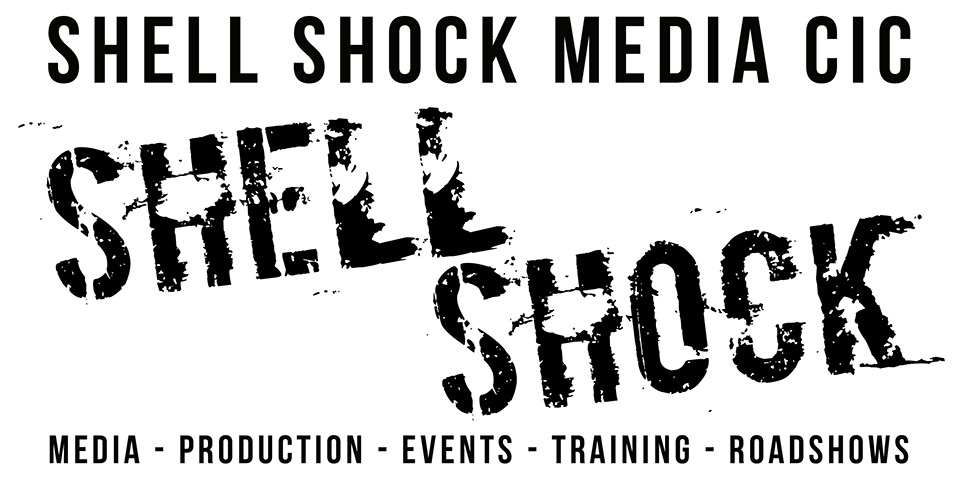 SHELL SHOCK MEDIA CIC
SHELL
SHOCK
MEDIA - PRODUCTION - EVENTS - TRAINING - ROADSHOWS